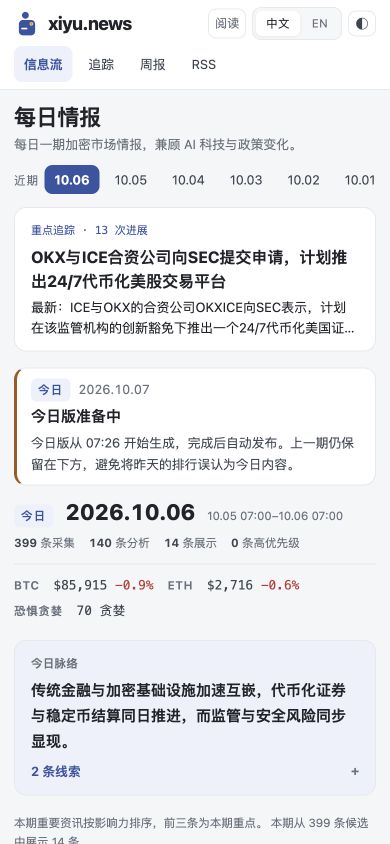 xiyu.news 阅读 中文 EN
信息流 追踪 周报 RSS
每日情报
每日一期加密市场情报，兼顾 AI 科技与政策变化。
近期 10.06 10.05 10.04 10.03 10.02 10.01
重点追踪 · 13 次进展
OKX与ICE合资公司向SEC提交申请，计划推
出24/7代币化美股交易平台
最新：ICE与OKX的合资公司OKXICE向SEC表示，计划
在该监管机构的创新豁免下推出一个24/7代币化美国证...
今日 2026.10.07
今日版准备中
今日版从 07:26 开始生成，完成后自动发布。上一期仍保
留在下方，避免将昨天的排行误认为今日内容。
今日 2026.10.06 10.05 07:00–10.06 07:00
399 条采集 140 条分析 14 条展示 0 条高优先级
BTC $85,915 −0.9% ETH $2,716 −0.6%
恐惧贪婪 70 贪婪
今日脉络
传统金融与加密基础设施加速互嵌，代币化证券
与稳定币结算同日推进，而监管与安全风险同步
显现。
2 条线索 +
本期重要资讯按影响力排序，前三条为本期重点。 本期从 399 条候选
中展示 14 条